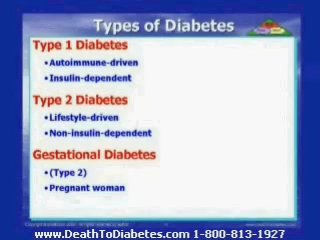 Types of Diabetes
Type 1 Diabetes
•Autoimmune-driven
•Insulin-dependent
Type 2 Diabetes
•Lifestyle-driven
•Non-insulin-dependent
Gestational Diabetes
•(Type 2)
•Pregnant woman
www.DeathToDiabetes.com 1-800-813-1927